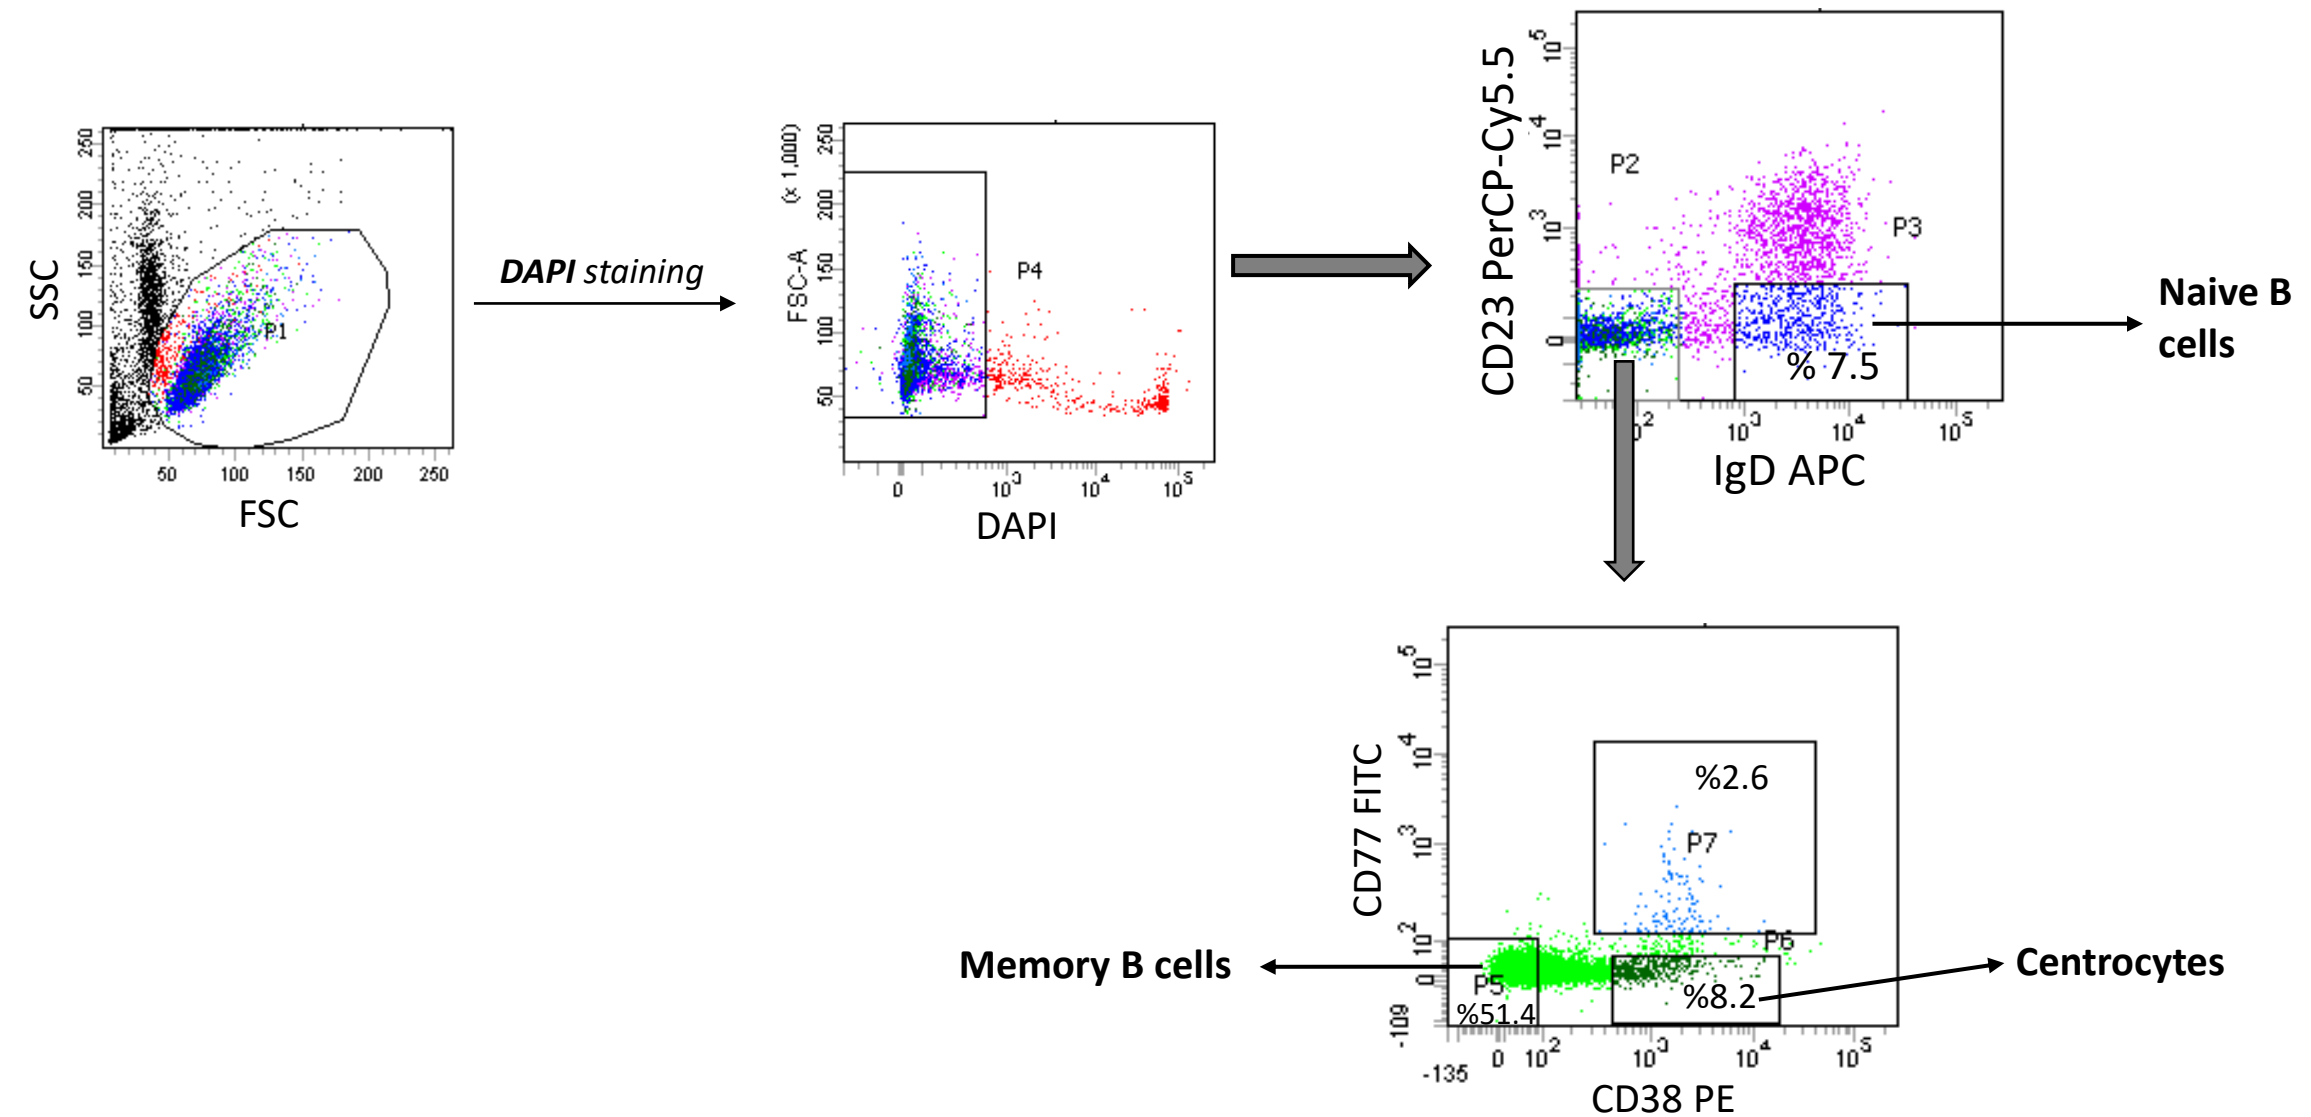 SSC
250
200
150
100
50
P1
50 100 150 200 250
FSC
DAPI staining
(x 1,000)
FSC-A
250
200
150
100
50
P4
0 10³ 10⁴ 10⁵
DAPI
CD23 PerCP-Cy5.5
10⁵
10⁴
10³
0
P2
P3
% 7.5
10² 10³ 10⁴ 10⁵
IgD APC
Naive B
cells
CD77 FITC
10⁵
10⁴
10³
10²
0
-109
%2.6
P7
P6
P5
%51.4
%8.2
-135
0 10² 10³ 10⁴ 10⁵
CD38 PE
Memory B cells
Centrocytes